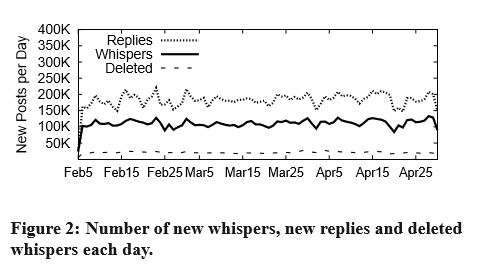 400K
350K
300K
250K
200K
150K
100K
50K
New Posts per Day
Replies
Whispers
Deleted
Feb5 Feb15 Feb25 Mar5 Mar15 Mar25 Apr5 Apr15 Apr25
Figure 2: Number of new whispers, new replies and deleted
whispers each day.